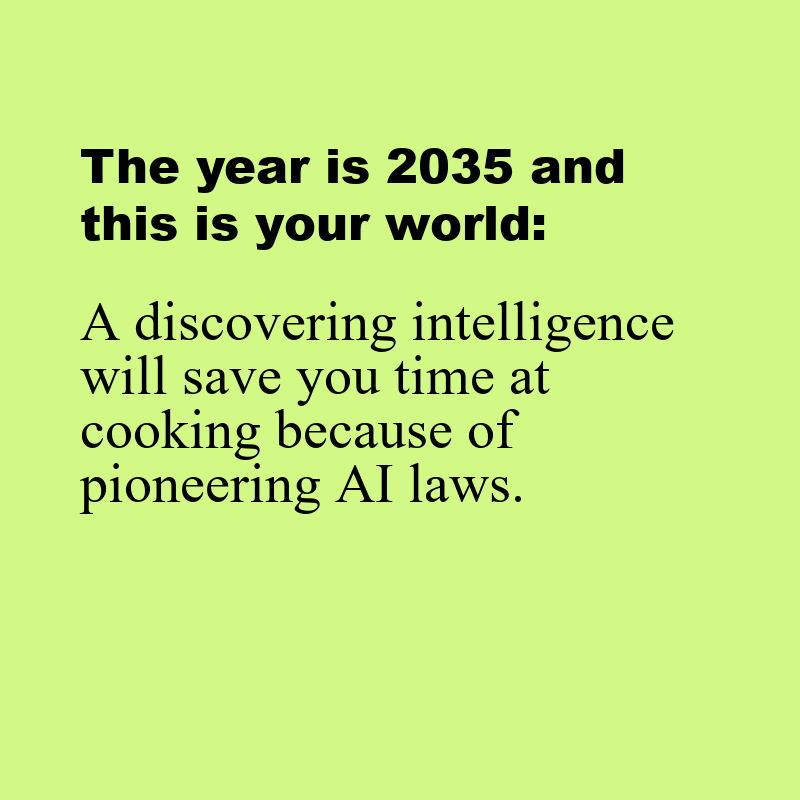 The year is 2035 and
this is your world:
A discovering intelligence
will save you time at
cooking because of
pioneering AI laws.